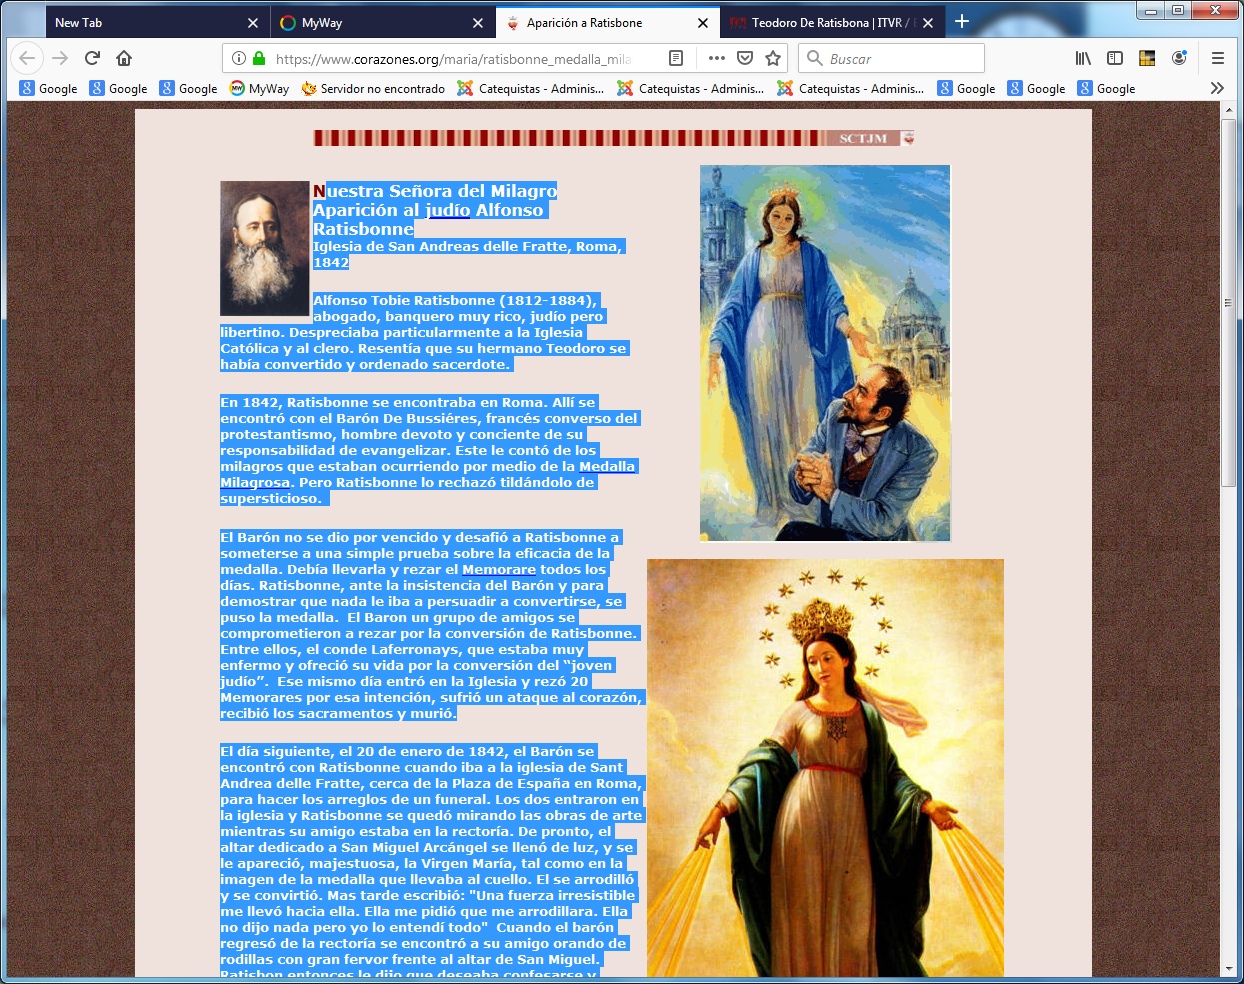 New Tab
MyWay
Aparición a Ratisbone
Teodoro De Ratisbona | ITVR /
https://www.corazones.org/maria/ratisbonne_medalla_mila
Buscar
Google
Google
Google
MyWay
Servidor no encontrado
Catequistas - Adminis...
Catequistas - Adminis...
Catequistas - Adminis...
Google
Google
Google
SCTJM
Nuestra Señora del Milagro
Aparición al judío Alfonso
Ratisbonne
Iglesia de San Andreas delle Fratte, Roma,
1842
Alfonso Tobie Ratisbonne (1812-1884),
abogado, banquero muy rico, judío pero
libertino. Despreciaba particularmente a la Iglesia
Católica y al clero. Resentía que su hermano Teodoro se
había convertido y ordenado sacerdote.
En 1842, Ratisbonne se encontraba en Roma. Allí se
encontró con el Barón De Bussiéres, francés converso del
protestantismo, hombre devoto y conciente de su
responsabilidad de evangelizar. Este le contó de los
milagros que estaban ocurriendo por medio de la Medalla
Milagrosa. Pero Ratisbonne lo rechazó tildándolo de
supersticioso.
El Barón no se dio por vencido y desafió a Ratisbonne a
someterse a una simple prueba sobre la eficacia de la
medalla. Debía llevarla y rezar el Memorare todos los
días. Ratisbonne, ante la insistencia del Barón y para
demostrar que nada le iba a persuadir a convertirse, se
puso la medalla.  El Baron un grupo de amigos se
comprometieron a rezar por la conversión de Ratisbonne.
Entre ellos, el conde Laferronays, que estaba muy
enfermo y ofreció su vida por la conversión del “joven
judío”.  Ese mismo día entró en la Iglesia y rezó 20
Memorares por esa intención, sufrió un ataque al corazón,
recibió los sacramentos y murió.
El día siguiente, el 20 de enero de 1842, el Barón se
encontró con Ratisbonne cuando iba a la iglesia de Sant
Andrea delle Fratte, cerca de la Plaza de España en Roma,
para hacer los arreglos de un funeral. Los dos entraron en
la iglesia y Ratisbonne se quedó mirando las obras de arte
mientras su amigo estaba en la rectoría. De pronto, el
altar dedicado a San Miguel Arcángel se llenó de luz, y se
le apareció, majestuosa, la Virgen María, tal como en la
imagen de la medalla que llevaba al cuello. El se arrodilló
y se convirtió. Mas tarde escribió: "Una fuerza irresistible
me llevó hacia ella. Ella me pidió que me arrodillara. Ella
no dijo nada pero yo lo entendí todo"  Cuando el barón
regresó de la rectoría se encontró a su amigo orando de
rodillas con gran fervor frente al altar de San Miguel.
Ratisbon entonces le dijo que deseaba confesarse y